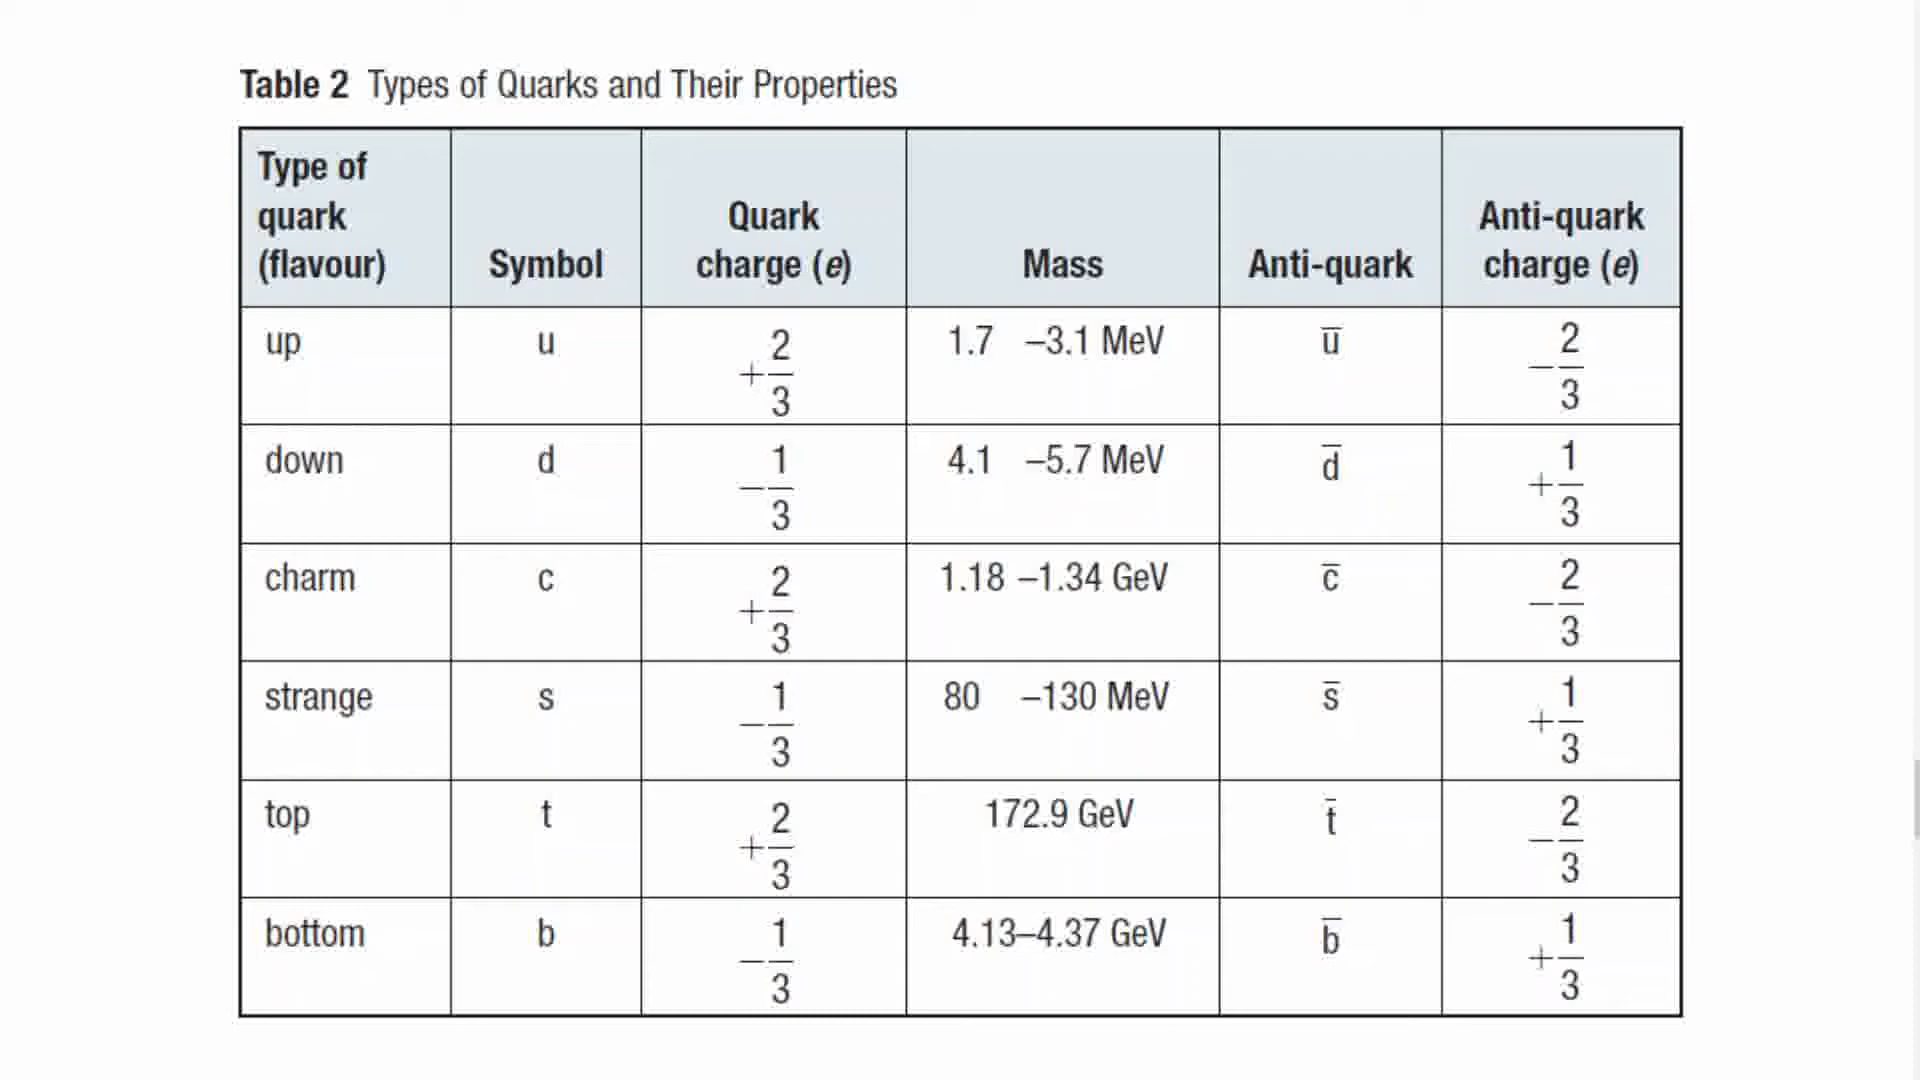 Table 2 Types of Quarks and Their Properties
Type of quark (flavour) Symbol Quark charge (e) Mass Anti-quark Anti-quark charge (e)
up u +2/3 1.7 –3.1 MeV u̅ −2/3
down d −1/3 4.1 –5.7 MeV d̅ +1/3
charm c +2/3 1.18 –1.34 GeV c̅ −2/3
strange s −1/3 80 –130 MeV s̅ +1/3
top t +2/3 172.9 GeV t̅ −2/3
bottom b −1/3 4.13–4.37 GeV b̅ +1/3